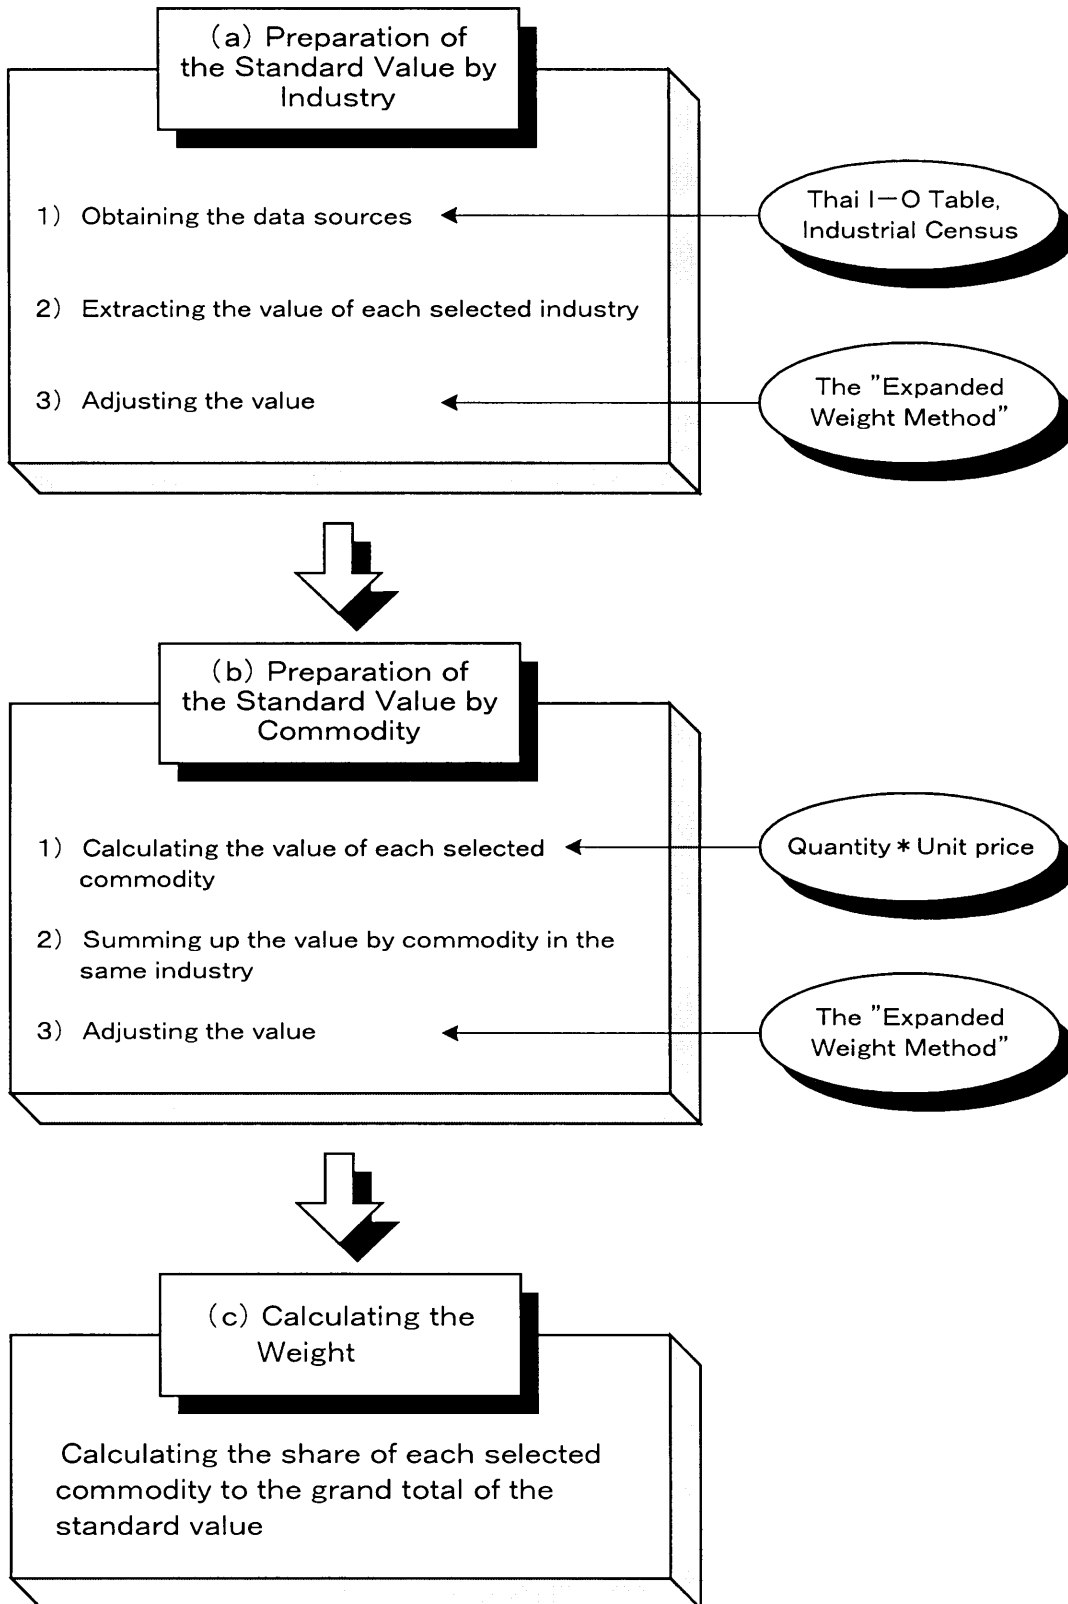 (a) Preparation of
the Standard Value by
Industry
1) Obtaining the data sources
Thai I-O Table,
Industrial Census
2) Extracting the value of each selected industry
3) Adjusting the value
The "Expanded
Weight Method"
(b) Preparation of
the Standard Value by
Commodity
1) Calculating the value of each selected
commodity
Quantity * Unit price
2) Summing up the value by commodity in the
same industry
3) Adjusting the value
The "Expanded
Weight Method"
(c) Calculating the
Weight
Calculating the share of each selected
commodity to the grand total of the
standard value